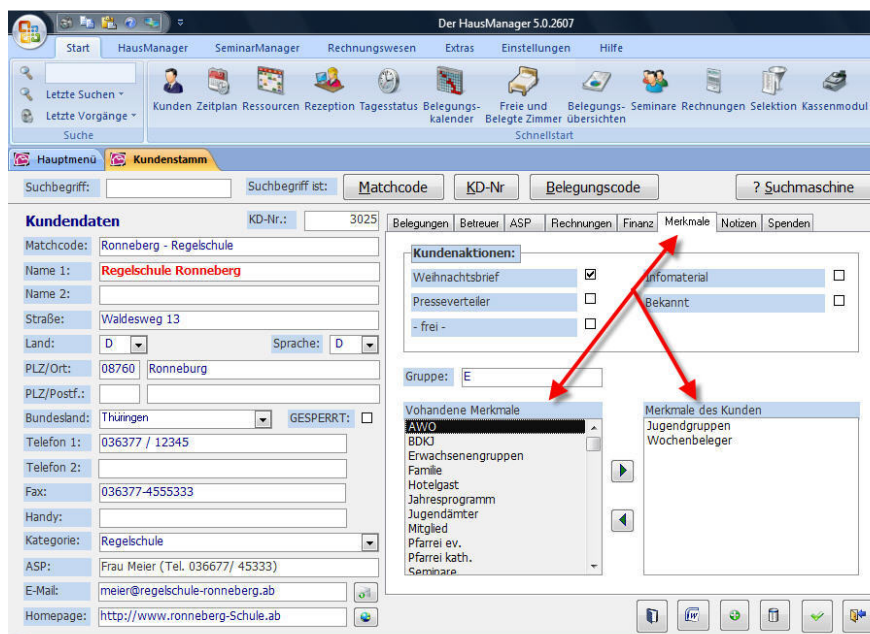 Der HausManager 5.0.2607
Start HausManager SeminarManager Rechnungswesen Extras Einstellungen Hilfe
Letzte Suchen
Letzte Vorgänge
Suche
Kunden Zeitplan Ressourcen Rezeption Tagesstatus Belegungs-kalender Freie und Belegte Zimmer Belegungs-übersichten Seminare Rechnungen Selektion Kassenmodul
Schnellstart
Hauptmenü Kundenstamm
Suchbegriff: Suchbegriff ist: Matchcode KD-Nr Belegungscode ? Suchmaschine
Kundendaten KD-Nr.: 3025
Matchcode: Ronneberg - Regelschule
Name 1: Regelschule Ronneberg
Name 2:
Straße: Waldesweg 13
Land: D Sprache: D
PLZ/Ort: 08760 Ronneburg
PLZ/Postf.:
Bundesland: Thüringen GESPERRT:
Telefon 1: 036377 / 12345
Telefon 2:
Fax: 036377-4555333
Handy:
Kategorie: Regelschule
ASP: Frau Meier (Tel. 036677/ 45333)
E-Mail: meier@regelschule-ronneberg.ab
Homepage: http://www.ronneberg-Schule.ab
Belegungen Betreuer ASP Rechnungen Finanz Merkmale Notizen Spenden
Kundenaktionen:
Weihnachtsbrief Infomaterial
Presseverteiler Bekannt
- frei -
Gruppe: E
Vohandene Merkmale
AWO
BDKJ
Erwachsenengruppen
Familie
Hotelgast
Jahresprogramm
Jugendämter
Mitglied
Pfarrei ev.
Pfarrei kath.
Seminare
Merkmale des Kunden
Jugendgruppen
Wochenbeleger